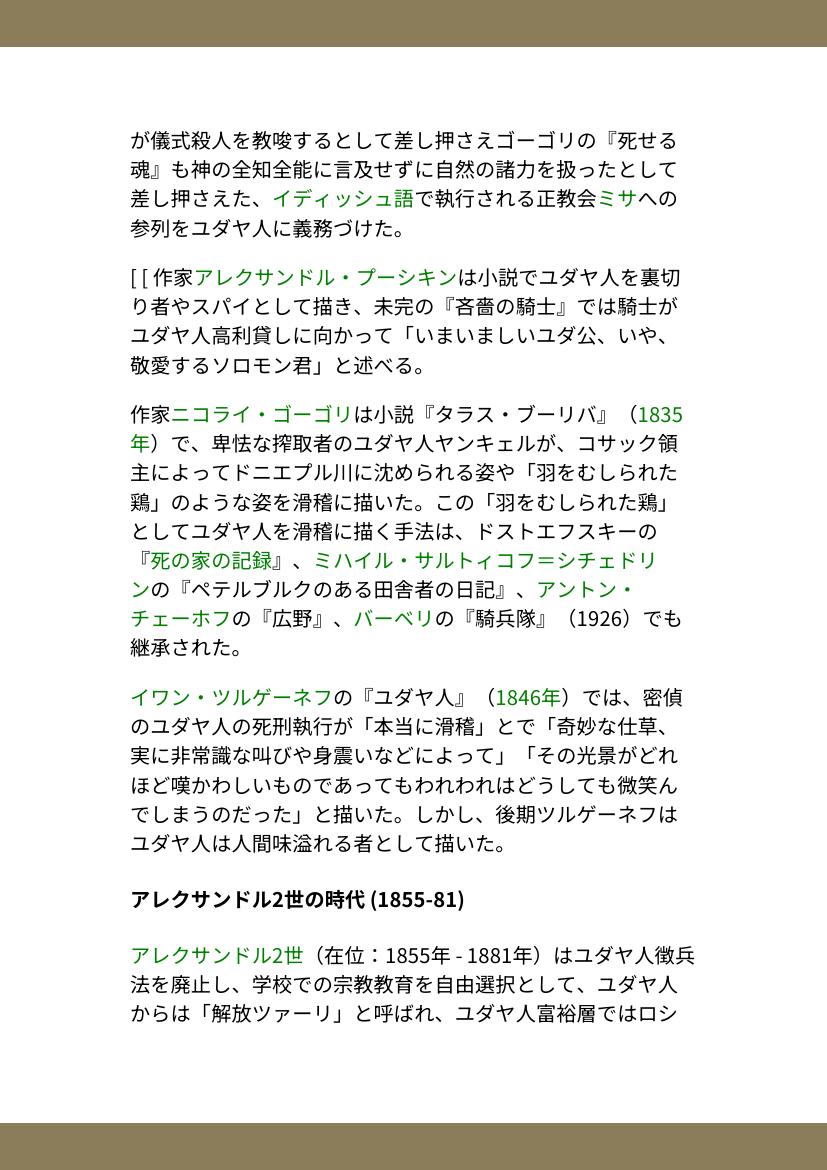 が儀式殺人を教唆するとして差し押さえゴーゴリの『死せる
魂』も神の全知全能に言及せずに自然の諸力を扱ったとして
差し押さえた、イディッシュ語で執行される正教会ミサへの
参列をユダヤ人に義務づけた。
[ [ 作家アレクサンドル・プーシキンは小説でユダヤ人を裏切
り者やスパイとして描き、未完の『吝嗇の騎士』では騎士が
ユダヤ人高利貸しに向かって「いまいましいユダ公、いや、
敬愛するソロモン君」と述べる。
作家ニコライ・ゴーゴリは小説『タラス・ブーリバ』（1835
年）で、卑怯な搾取者のユダヤ人ヤンキェルが、コサック領
主によってドニエプル川に沈められる姿や「羽をむしられた
鶏」のような姿を滑稽に描いた。この「羽をむしられた鶏」
としてユダヤ人を滑稽に描く手法は、ドストエフスキーの
『死の家の記録』、ミハイル・サルトィコフ＝シチェドリ
ンの『ペテルブルクのある田舎者の日記』、アントン・
チェーホフの『広野』、バーベリの『騎兵隊』（1926）でも
継承された。
イワン・ツルゲーネフの『ユダヤ人』（1846年）では、密偵
のユダヤ人の死刑執行が「本当に滑稽」とで「奇妙な仕草、
実に非常識な叫びや身震いなどによって」「その光景がどれ
ほど嘆かわしいものであってもわれわれはどうしても微笑ん
でしまうのだった」と描いた。しかし、後期ツルゲーネフは
ユダヤ人は人間味溢れる者として描いた。
アレクサンドル2世の時代 (1855-81)
アレクサンドル2世（在位：1855年 - 1881年）はユダヤ人徴兵
法を廃止し、学校での宗教教育を自由選択として、ユダヤ人
からは「解放ツァーリ」と呼ばれ、ユダヤ人富裕層ではロシ